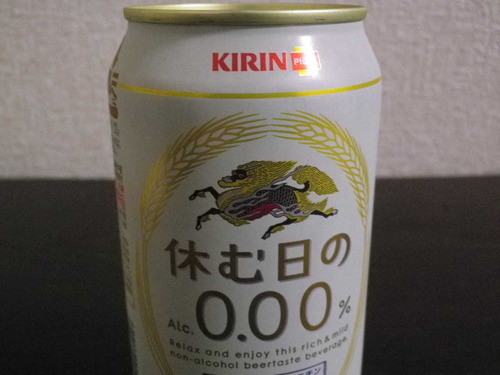 KIRIN
休む日の
Alc. 0.00%
Relax and enjoy this rich & mild
non-alcohol beertaste beverage.